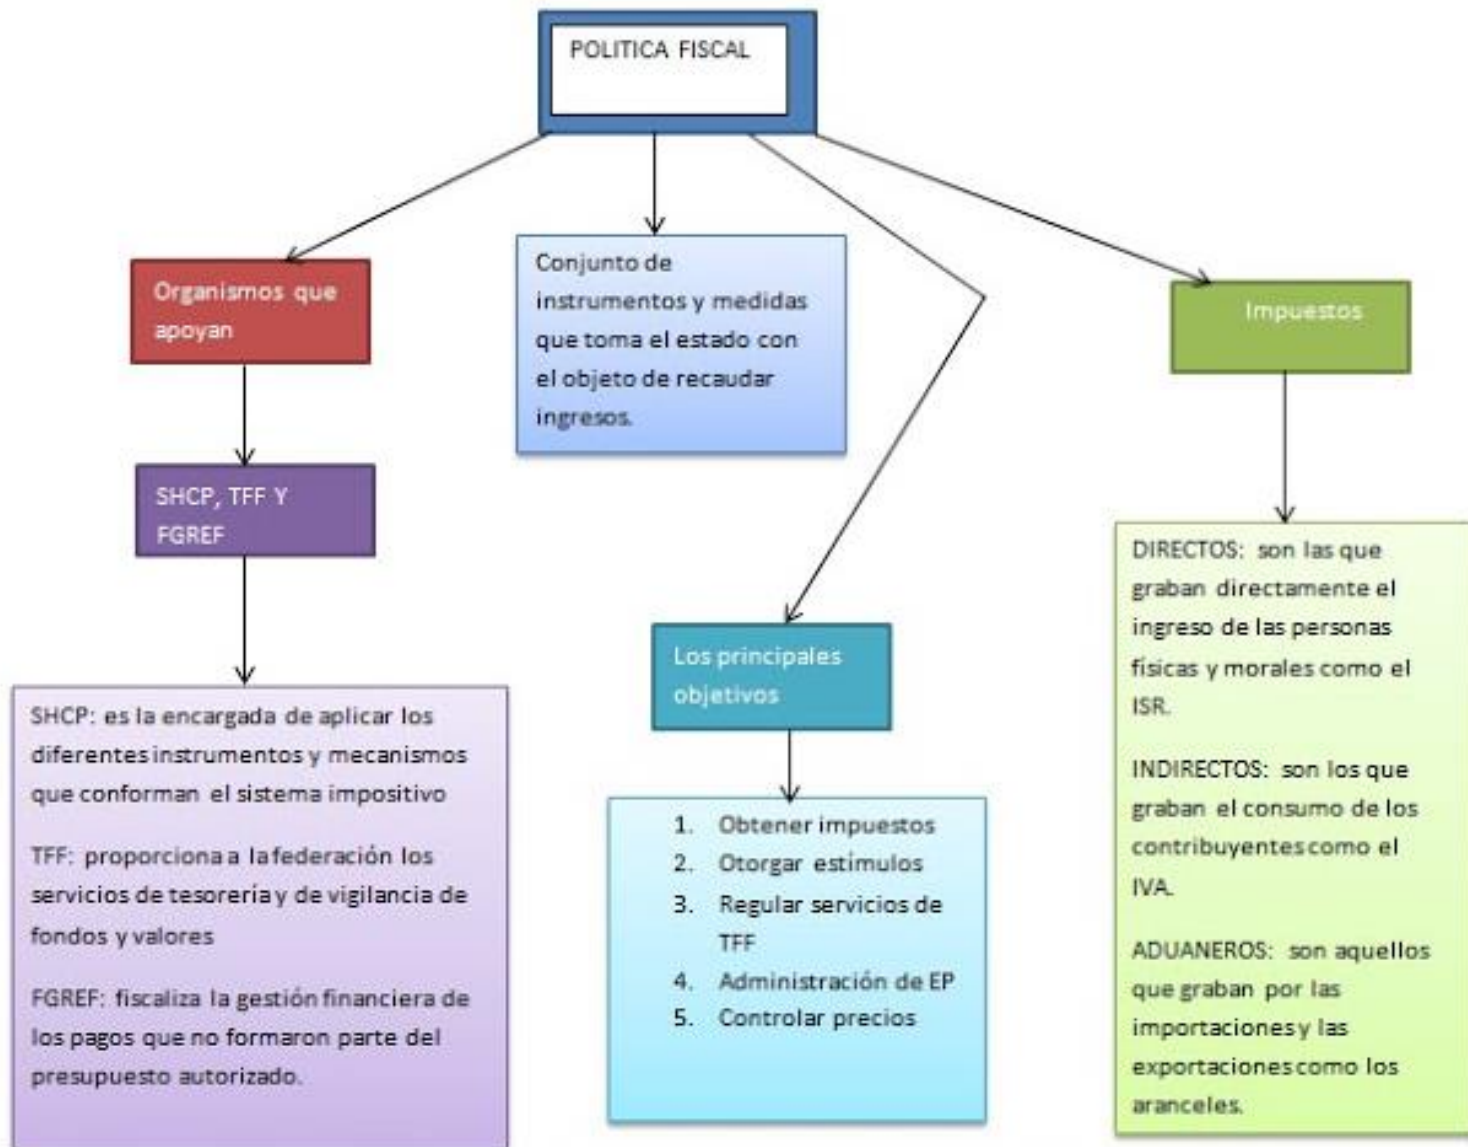 POLITICA FISCAL
Organismos que
apoyan
SHCP, TFF Y
FGREF
SHCP: es la encargada de aplicar los
diferentes instrumentos y mecanismos
que conforman el sistema impositivo
TFF: proporciona a la federación los
servicios de tesorería y de vigilancia de
fondos y valores
FGREF: fiscaliza la gestión financiera de
los pagos que no formaron parte del
presupuesto autorizado.
Conjunto de
instrumentos y medidas
que toma el estado con
el objeto de recaudar
ingresos.
Los principales
objetivos
1. Obtener impuestos
2. Otorgar estímulos
3. Regular servicios de
TFF
4. Administración de EP
5. Controlar precios
Impuestos
DIRECTOS: son las que
graban directamente el
ingreso de las personas
físicas y morales como el
ISR.
INDIRECTOS: son los que
graban el consumo de los
contribuyentes como el
IVA.
ADUANEROS: son aquellos
que graban por las
importaciones y las
exportaciones como los
aranceles.